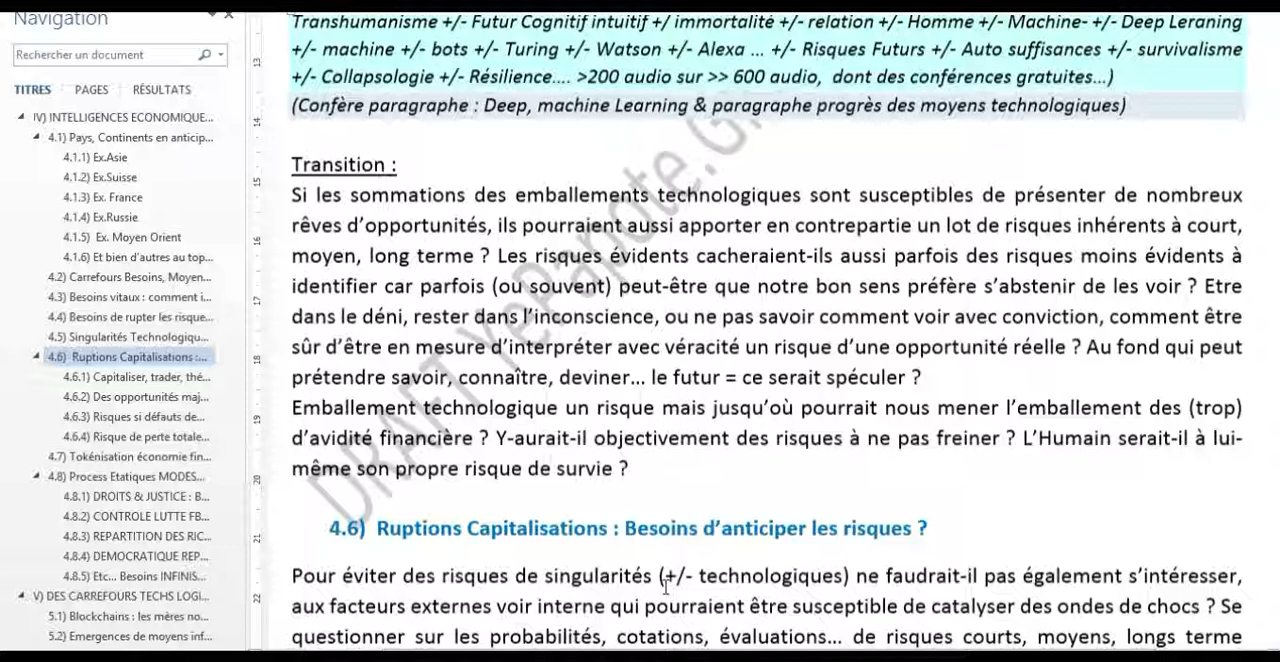 Navigation
Rechercher un document
TITRES PAGES RÉSULTATS
IV) INTELLIGENCES ECONOMIQUE...
4.1) Pays, Continents en anticip...
4.1.1) Ex.Asie
4.1.2) Ex.Suisse
4.1.3) Ex. France
4.1.4) Ex.Russie
4.1.5) Ex. Moyen Orient
4.1.6) Et bien d'autres au top...
4.2) Carrefours Besoins, Moyen...
4.3) Besoins vitaux : comment i...
4.4) Besoins de rupter les risque...
4.5) Singularités Technologiqu...
4.6) Ruptions Capitalisations :...
4.6.1) Capitaliser, trader, thé...
4.6.2) Des opportunités maj...
4.6.3) Risques si défauts de...
4.6.4) Risque de perte totale...
4.7) Tokénisation économie fin...
4.8) Process Etatiques MODES...
4.8.1) DROITS & JUSTICE : B...
4.8.2) CONTROLE LUTTE FB...
4.8.3) REPARTITION DES RIC...
4.8.4) DEMOCRATIQUE REP...
4.8.5) Etc... Besoins INFINIS...
V) DES CARREFOURS TECHS LOGI...
5.1) Blockchains : les mères no...
5.2) Emergences de moyens inf...
13
14
15
16
17
18
19
20
21
22
Transhumanisme +/- Futur Cognitif intuitif +/ immortalité +/- relation +/- Homme +/- Machine- +/- Deep Leraning
+/- machine +/- bots +/- Turing +/- Watson +/- Alexa ... +/- Risques Futurs +/- Auto suffisances +/- survivalisme
+/- Collapsologie +/- Résilience.... >200 audio sur >> 600 audio, dont des conférences gratuites...)
(Confère paragraphe : Deep, machine Learning & paragraphe progrès des moyens technologiques)
Transition :
Si les sommations des emballements technologiques sont susceptibles de présenter de nombreux
rêves d'opportunités, ils pourraient aussi apporter en contrepartie un lot de risques inhérents à court,
moyen, long terme ? Les risques évidents cacheraient-ils aussi parfois des risques moins évidents à
identifier car parfois (ou souvent) peut-être que notre bon sens préfère s'abstenir de les voir ? Etre
dans le déni, rester dans l'inconscience, ou ne pas savoir comment voir avec conviction, comment être
sûr d'être en mesure d'interpréter avec véracité un risque d'une opportunité réelle ? Au fond qui peut
prétendre savoir, connaître, deviner... le futur = ce serait spéculer ?
Emballement technologique un risque mais jusqu'où pourrait nous mener l'emballement des (trop)
d'avidité financière ? Y-aurait-il objectivement des risques à ne pas freiner ? L'Humain serait-il à lui-
même son propre risque de survie ?
4.6) Ruptions Capitalisations : Besoins d'anticiper les risques ?
Pour éviter des risques de singularités (+/- technologiques) ne faudrait-il pas également s'intéresser,
aux facteurs externes voir interne qui pourraient être susceptible de catalyser des ondes de chocs ? Se
questionner sur les probabilités, cotations, évaluations... de risques courts, moyens, longs terme